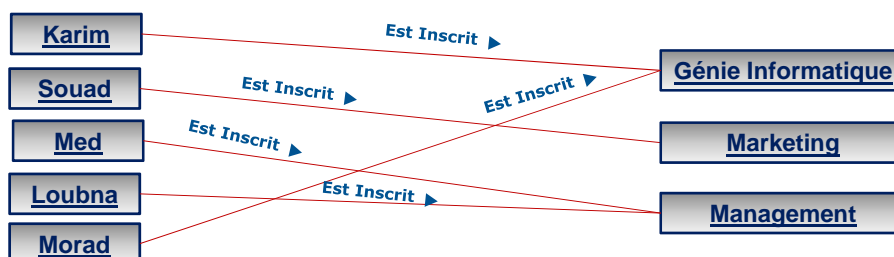 Karim
Est Inscrit ►
Génie Informatique
Souad
Est Inscrit ►
Est Inscrit ►
Med
Est Inscrit ►
Marketing
Loubna
Est Inscrit ►
Management
Morad